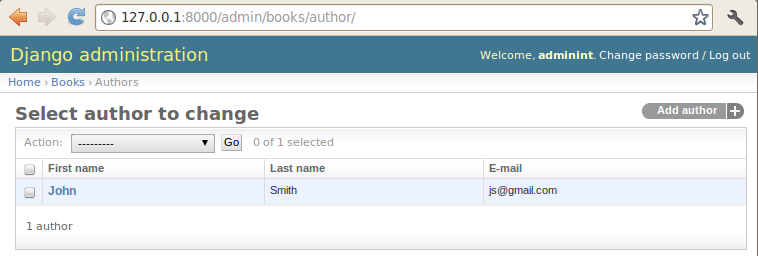 127.0.0.1:8000/admin/books/author/
Django administration
Welcome, adminint. Change password / Log out
Home › Books › Authors
Select author to change
Add author +
Action: --------- Go 0 of 1 selected
First name Last name E-mail
John Smith js@gmail.com
1 author